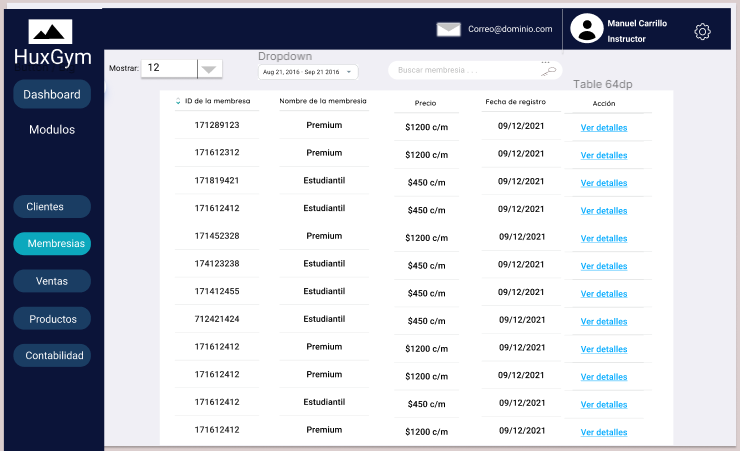 HuxGym
Correo@dominio.com
Manuel Carrillo
Instructor
Dashboard
Modulos
Clientes
Membresias
Ventas
Productos
Contabilidad
Mostrar: 12
Dropdown
Aug 21, 2016 - Sep 21 2016
Buscar membresia . . .
Table 64dp
ID de la membresa Nombre de la membresia Precio Fecha de registro Acción
171289123 Premium $1200 c/m 09/12/2021 Ver detalles
171612312 Premium $1200 c/m 09/12/2021 Ver detalles
171819421 Estudiantil $450 c/m 09/12/2021 Ver detalles
171612412 Estudiantil $450 c/m 09/12/2021 Ver detalles
171452328 Premium $1200 c/m 09/12/2021 Ver detalles
174123238 Estudiantil $450 c/m 09/12/2021 Ver detalles
171412455 Estudiantil $450 c/m 09/12/2021 Ver detalles
712421424 Estudiantil $450 c/m 09/12/2021 Ver detalles
171612412 Premium $1200 c/m 09/12/2021 Ver detalles
171612412 Premium $1200 c/m 09/12/2021 Ver detalles
171612412 Estudiantil $450 c/m 09/12/2021 Ver detalles
171612412 Premium $1200 c/m 09/12/2021 Ver detalles